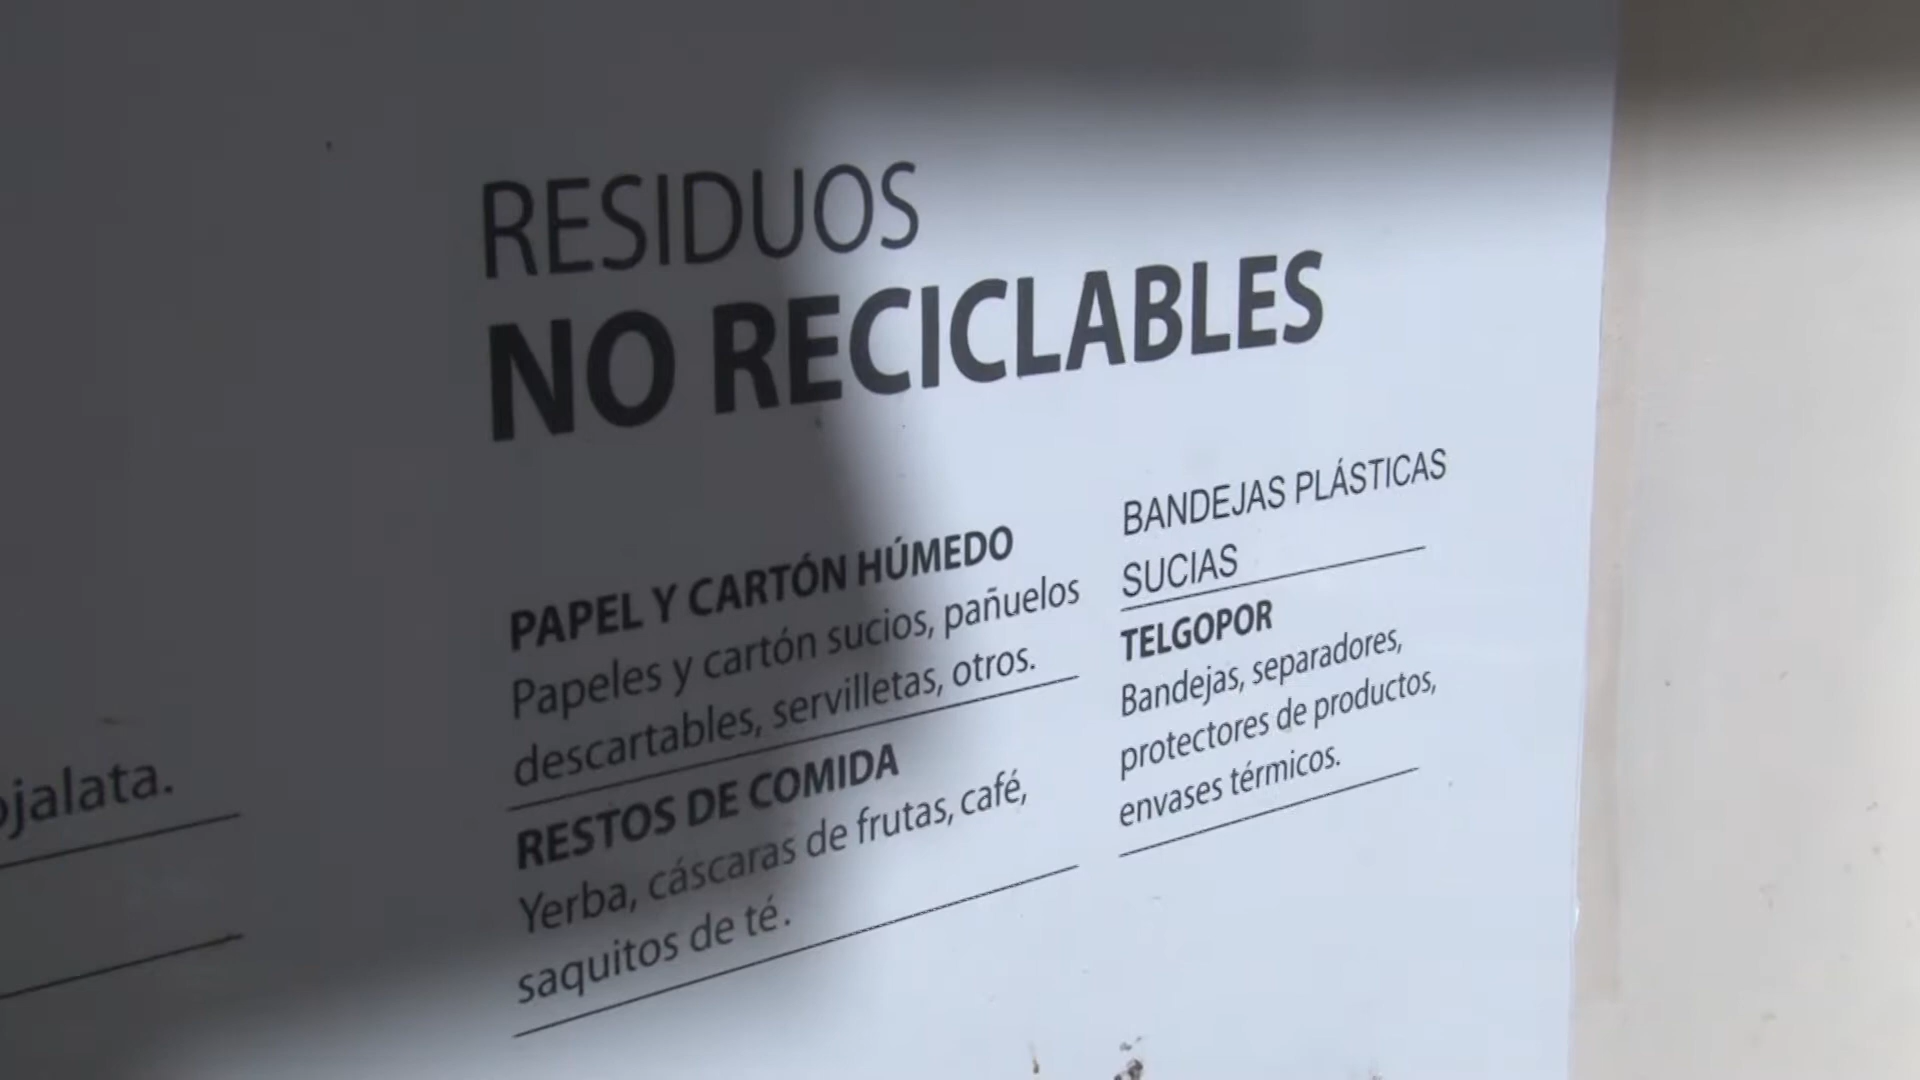 RESIDUOS
NO RECICLABLES
PAPEL Y CARTÓN HÚMEDO
Papeles y cartón sucios, pañuelos
descartables, servilletas, otros.
RESTOS DE COMIDA
Yerba, cáscaras de frutas, café,
saquitos de té.
BANDEJAS PLÁSTICAS
SUCIAS
TELGOPOR
Bandejas, separadores,
protectores de productos,
envases térmicos.